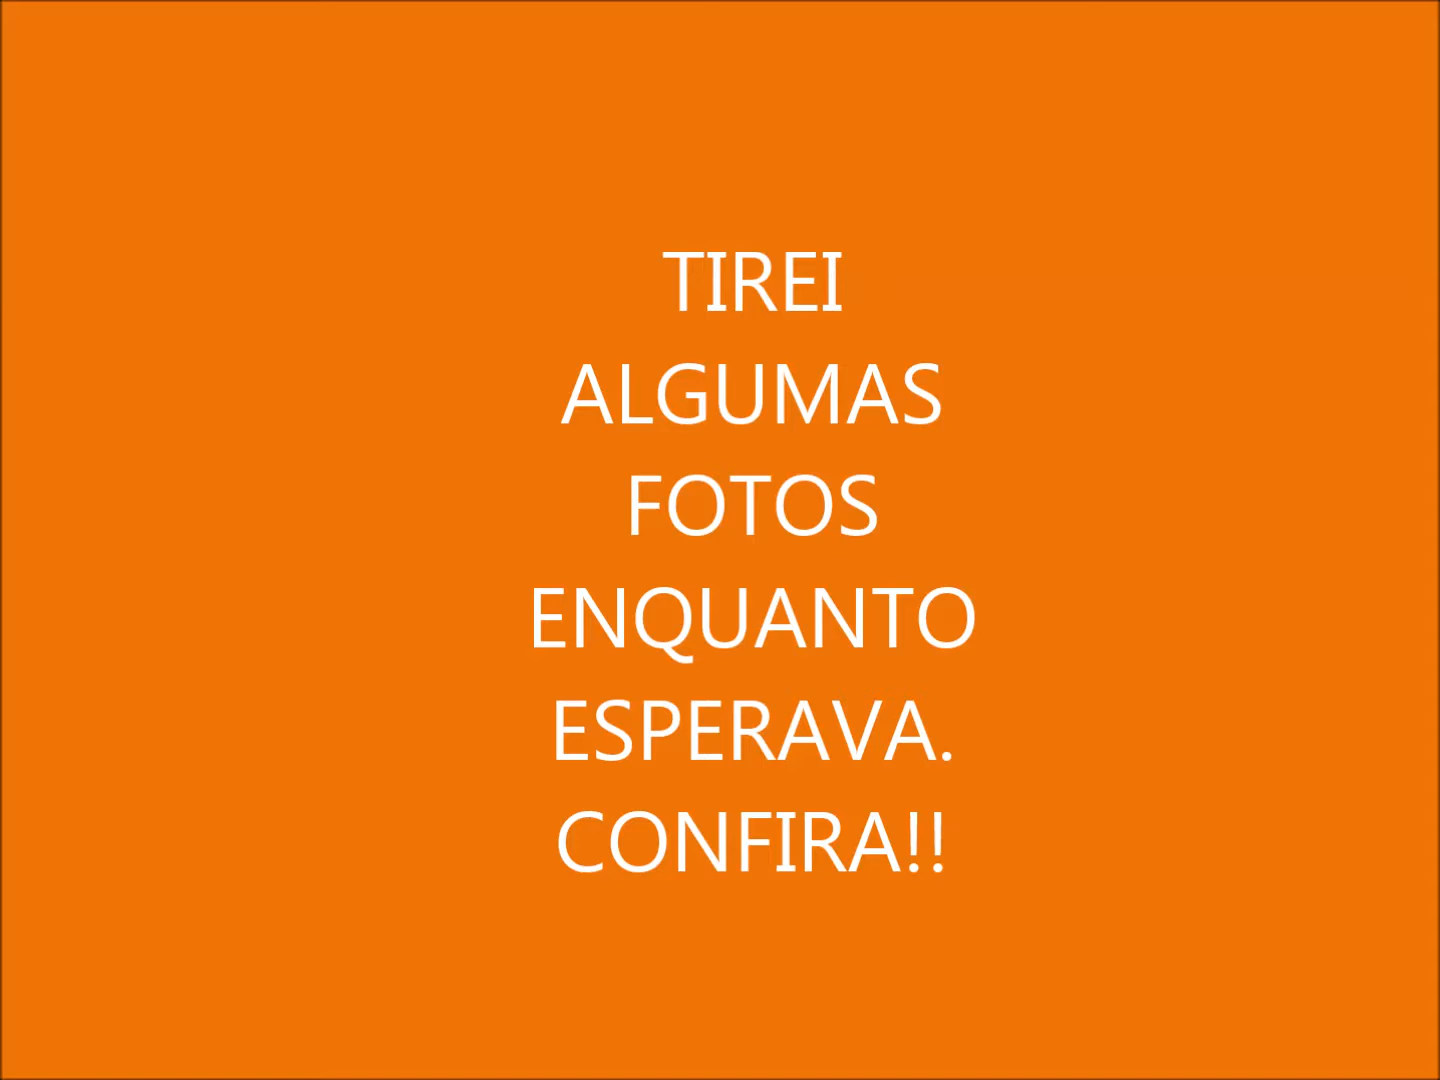 TIREI
ALGUMAS
FOTOS
ENQUANTO
ESPERAVA.
CONFIRA!!